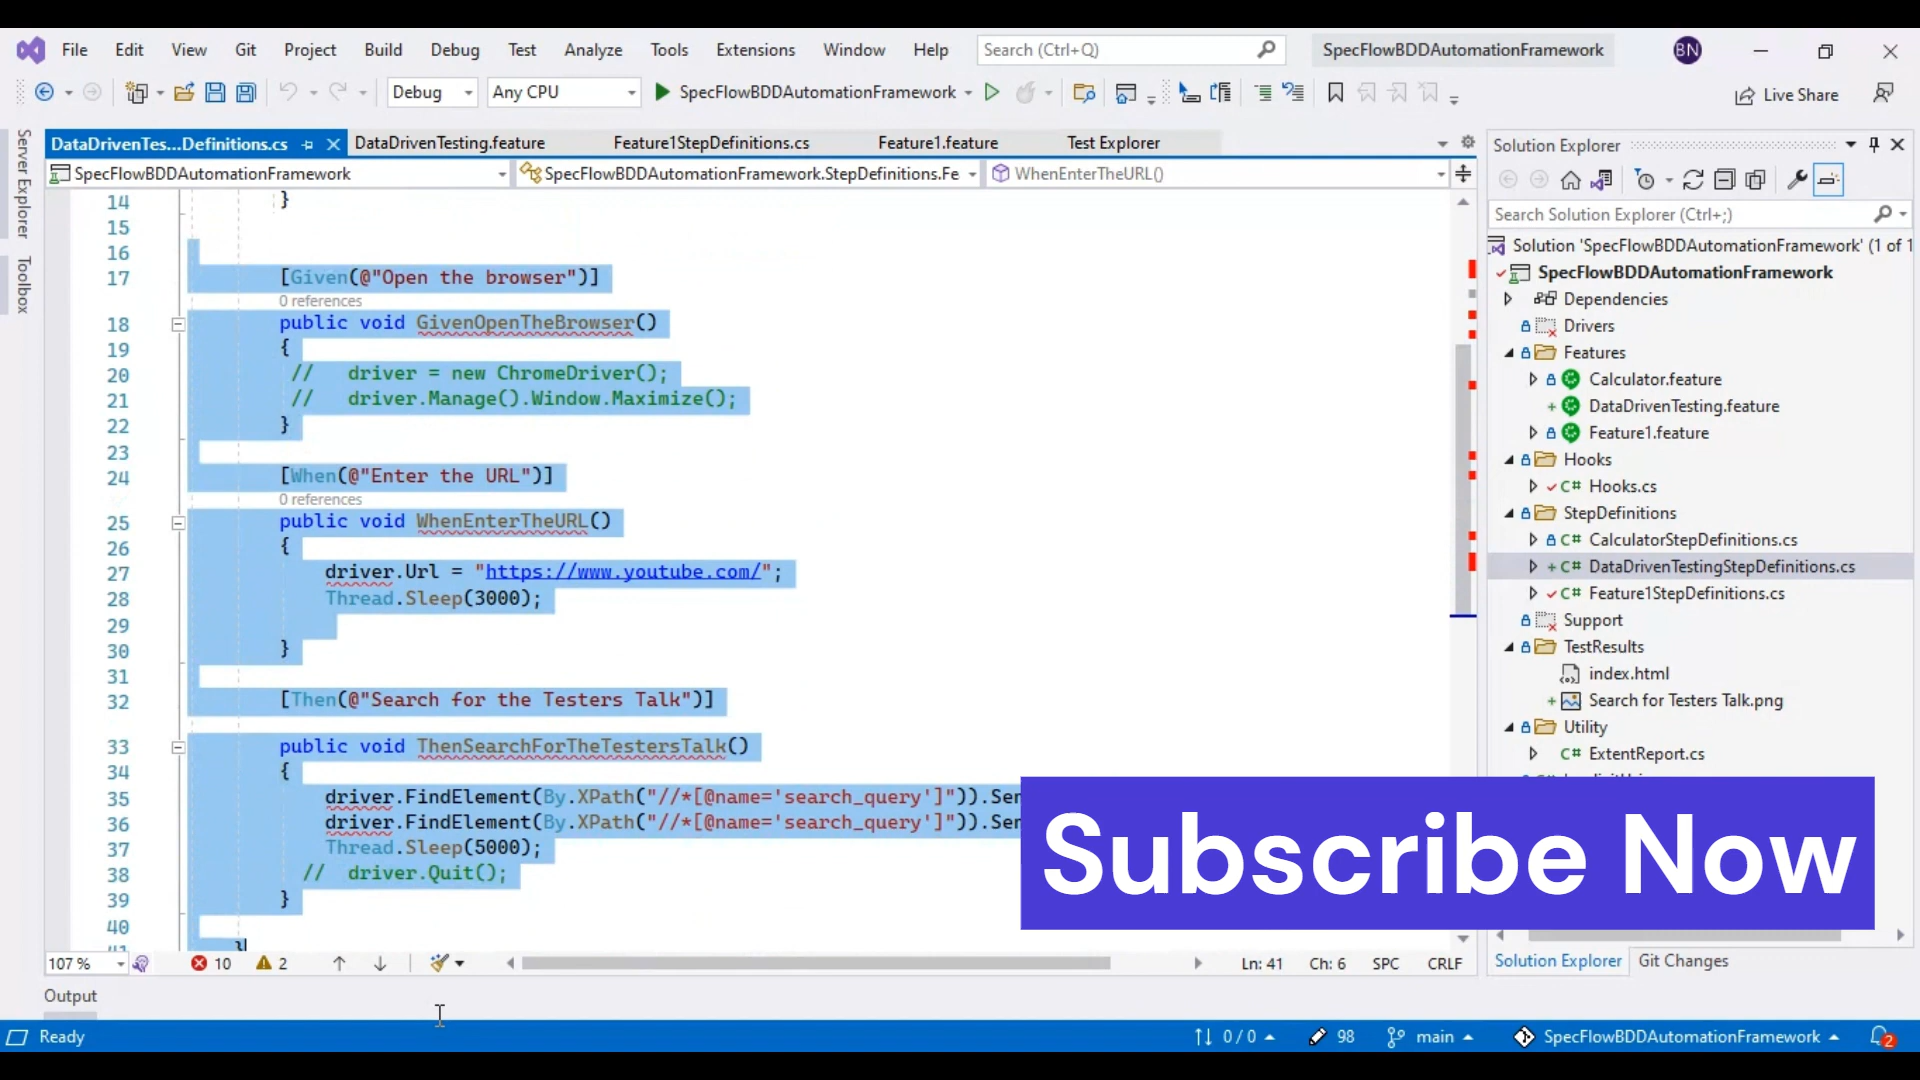 File Edit View Git Project Build Debug Test Analyze Tools Extensions Window Help Search (Ctrl+Q) SpecFlowBDDAutomationFramework BN
Debug Any CPU SpecFlowBDDAutomationFramework Live Share
Server Explorer
Toolbox
DataDrivenTes...Definitions.cs DataDrivenTesting.feature Feature1StepDefinitions.cs Feature1.feature Test Explorer
SpecFlowBDDAutomationFramework SpecFlowBDDAutomationFramework.StepDefinitions.Fe WhenEnterTheURL()
14 }
15
16
17 [Given(@"Open the browser")]
0 references
18 public void GivenOpenTheBrowser()
19 {
20 // driver = new ChromeDriver();
21 // driver.Manage().Window.Maximize();
22 }
23
24 [When(@"Enter the URL")]
0 references
25 public void WhenEnterTheURL()
26 {
27 driver.Url = "https://www.youtube.com/";
28 Thread.Sleep(3000);
29
30 }
31
32 [Then(@"Search for the Testers Talk")]
33 public void ThenSearchForTheTestersTalk()
34 {
35 driver.FindElement(By.XPath("//*[@name='search_query']")).Sen
36 driver.FindElement(By.XPath("//*[@name='search_query']")).Sen
37 Thread.Sleep(5000);
38 // driver.Quit();
39 }
40
41 }
107 % 10 2 Ln: 41 Ch: 6 SPC CRLF
Solution Explorer
Search Solution Explorer (Ctrl+;)
Solution 'SpecFlowBDDAutomationFramework' (1 of 1
SpecFlowBDDAutomationFramework
Dependencies
Drivers
Features
Calculator.feature
DataDrivenTesting.feature
Feature1.feature
Hooks
C# Hooks.cs
StepDefinitions
C# CalculatorStepDefinitions.cs
C# DataDrivenTestingStepDefinitions.cs
C# Feature1StepDefinitions.cs
Support
TestResults
index.html
Search for Testers Talk.png
Utility
C# ExtentReport.cs
Subscribe Now
Solution Explorer Git Changes
Output
Ready 0 / 0 98 main SpecFlowBDDAutomationFramework 2